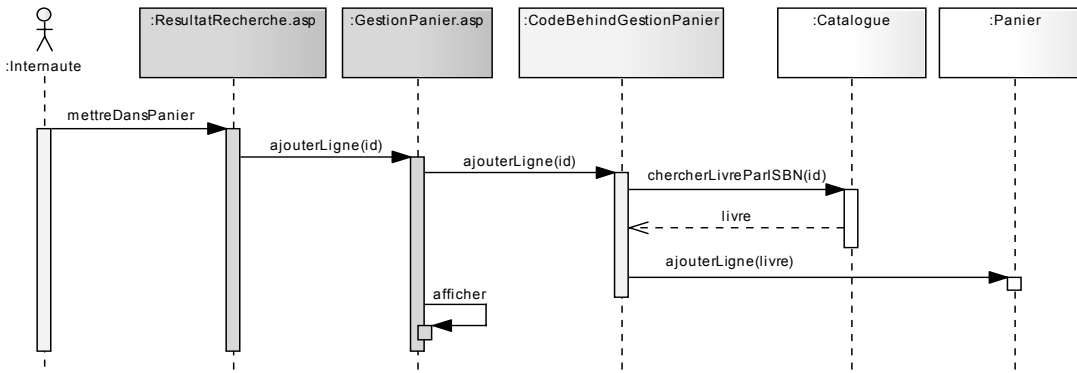 :Internaute
:ResultatRecherche.asp
:GestionPanier.asp
:CodeBehindGestionPanier
:Catalogue
:Panier
mettreDansPanier
ajouterLigne(id)
ajouterLigne(id)
chercherLivreParISBN(id)
livre
ajouterLigne(livre)
afficher